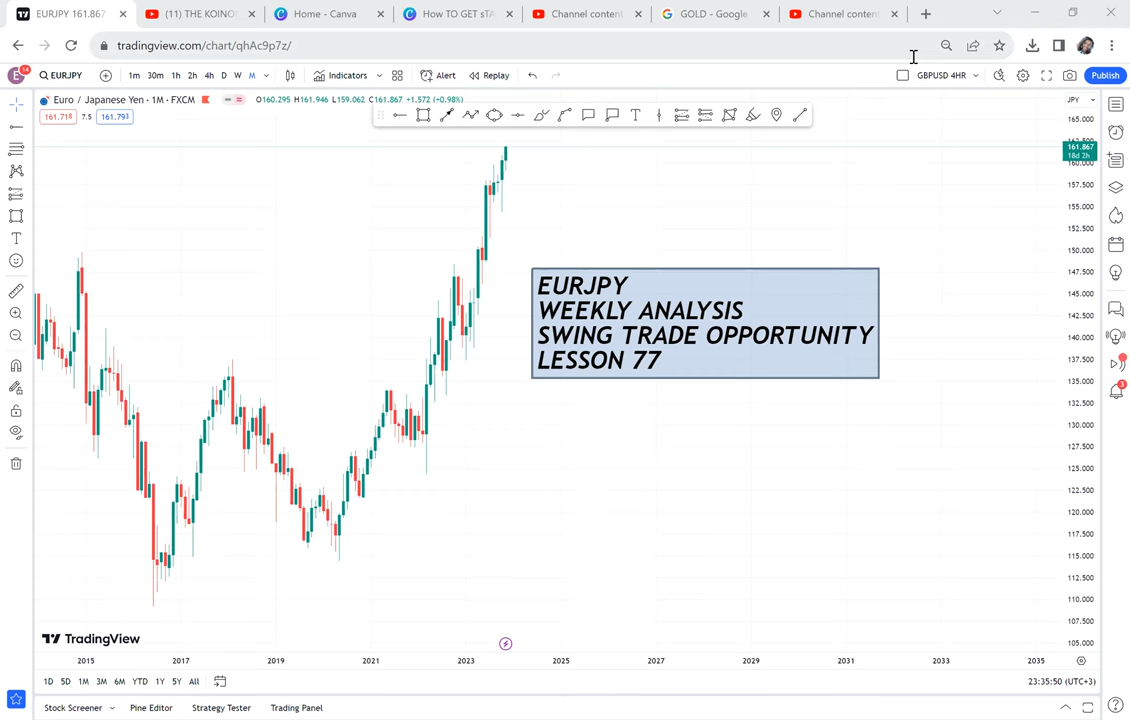 EURJPY 161.867
(11) THE KOINO
Home - Canva
How TO GET sTA
Channel content
GOLD - Google
Channel content
tradingview.com/chart/qhAc9p7z/
E
14
EURJPY
1m 30m 1h 2h 4h D W M
Indicators
Alert
Replay
GBPUSD 4HR
Publish
Euro / Japanese Yen · 1M · FXCM
O160.295 H161.946 L159.062 C161.867 +1.572 (+0.98%)
JPY
161.718 7.5 161.793
165.000
161.867
18d 2h
160.000
157.500
155.000
152.500
150.000
147.500
145.000
142.500
140.000
137.500
135.000
132.500
130.000
127.500
125.000
122.500
120.000
117.500
115.000
112.500
110.000
107.500
105.000
EURJPY
WEEKLY ANALYSIS
SWING TRADE OPPORTUNITY
LESSON 77
3
TradingView
2015 2017 2019 2021 2023 2025 2027 2029 2031 2033 2035
1D 5D 1M 3M 6M YTD 1Y 5Y All
23:35:50 (UTC+3)
Stock Screener
Pine Editor
Strategy Tester
Trading Panel